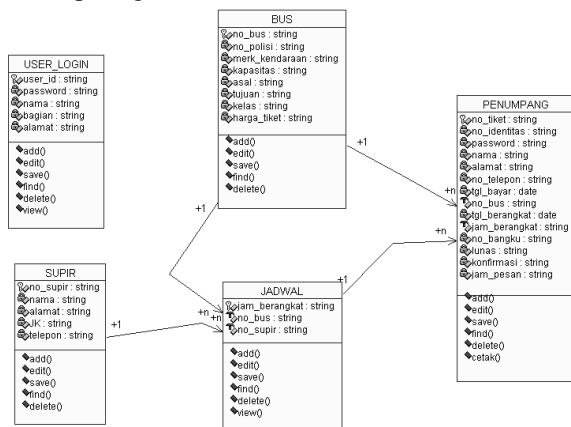 USER_LOGIN
user_id : string
password : string
nama : string
bagian : string
alamat : string
add()
edit()
save()
find()
delete()
view()
BUS
no_bus : string
no_polisi : string
merk_kendaraan : string
kapasitas : string
asal : string
tujuan : string
kelas : string
harga_tiket : string
add()
edit()
save()
find()
delete()
PENUMPANG
no_tiket : string
no_identitas : string
password : string
nama : string
alamat : string
no_telepon : string
tgl_bayar : date
no_bus : string
tgl_berangkat : date
jam_berangkat : string
no_bangku : string
lunas : string
konfirmasi : string
jam_pesan : string
add()
edit()
save()
find()
delete()
cetak()
SUPIR
no_supir : string
nama : string
alamat : string
JK : string
telepon : string
add()
edit()
save()
find()
delete()
JADWAL
jam_berangkat : string
no_bus : string
no_supir : string
add()
edit()
save()
find()
delete()
view()
+1
+n
+1
+n
+1
+n
+1
+n